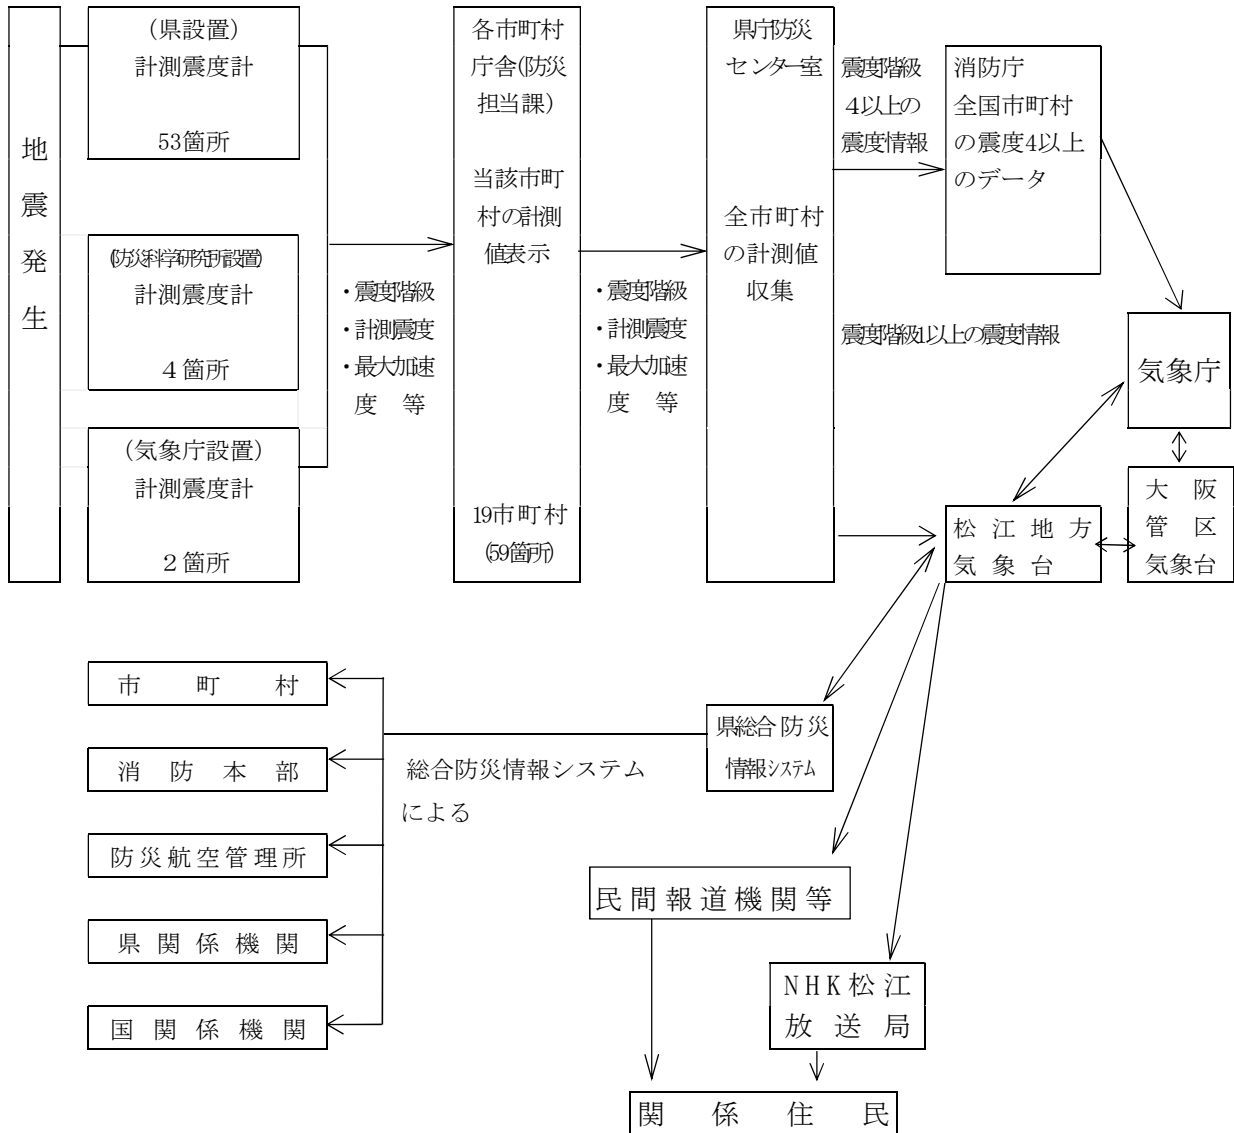 地震発生
(県設置)
計測震度計
53箇所
(防災科学研究所設置)
計測震度計
4箇所
(気象庁設置)
計測震度計
2箇所
・震度階級
・計測震度
・最大加速
度 等
各市町村
庁舎(防災
担当課)
当該市町
村の計測
値表示
19市町村
(59箇所)
・震度階級
・計測震度
・最大加速
度 等
県庁防災
センター室
全市町村
の計測値
収集
震度階級
4以上の
震度情報
消防庁
全国市町村
の震度4以上
のデータ
震度階級1以上の震度情報
気象庁
大阪
管区
気象台
松江地方
気象台
市町村
消防本部
防災航空管理所
県関係機関
国関係機関
総合防災情報システム
による
県総合防災
情報システム
民間報道機関等
NHK松江
放送局
関係住民